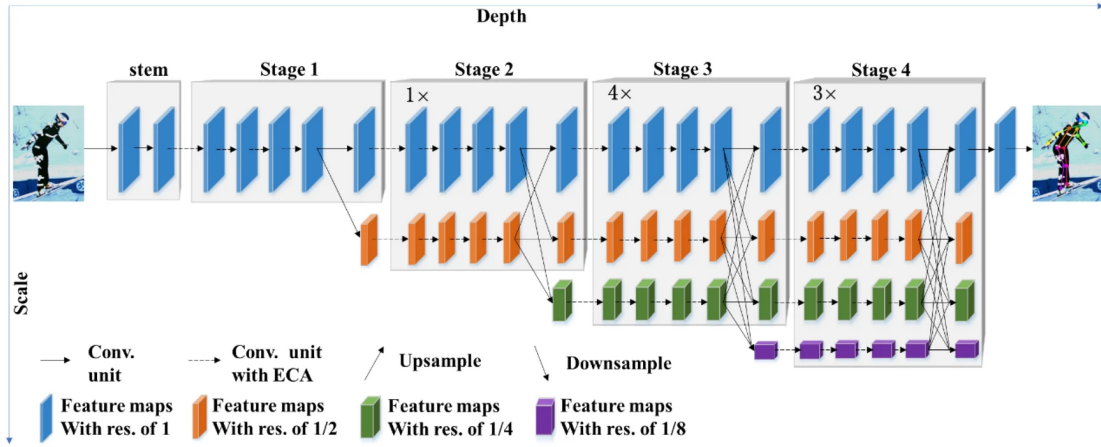 Depth
stem
Stage 1
Stage 2
Stage 3
Stage 4
1×
4×
3×
Scale
Conv.
unit
Conv. unit
with ECA
Upsample
Downsample
Feature maps
With res. of 1
Feature maps
With res. of 1/2
Feature maps
With res. of 1/4
Feature maps
With res. of 1/8